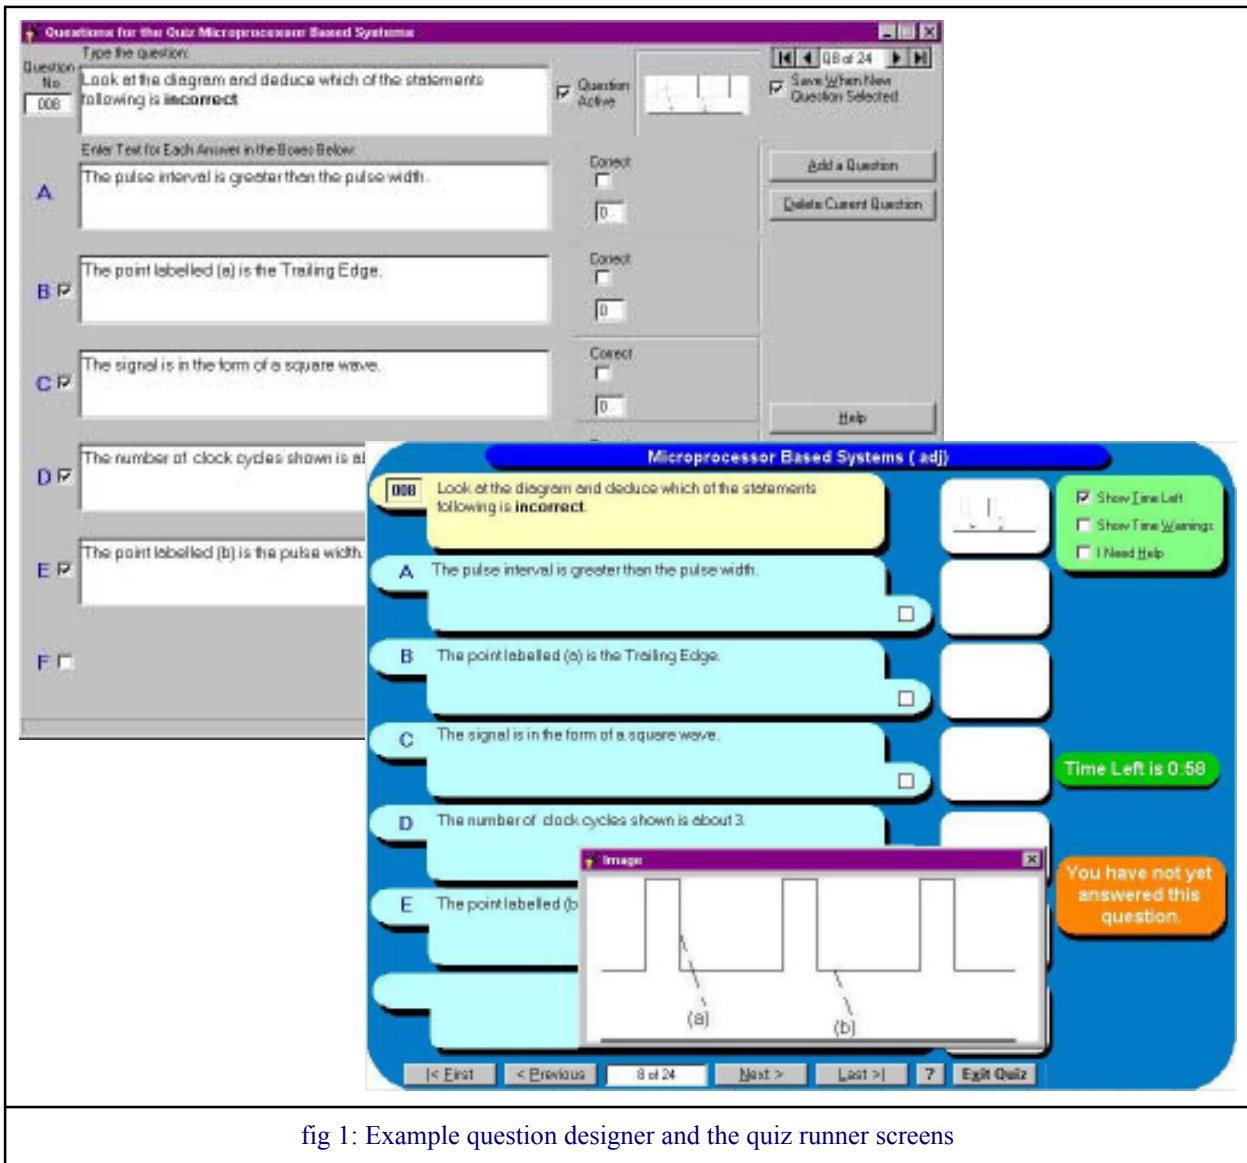 Questions for the Quiz Microprocessor Based Systems
Type the question:
Question
No
008
Look at the diagram and deduce which of the statements
following is incorrect
Question
Active
Q8 of 24
Save When New
Question Selected
Enter Text for Each Answer in the Boxes Below:
A
The pulse interval is greater than the pulse width.
Correct
0
Add a Question
Delete Current Question
B
The point labelled (a) is the Trailing Edge.
Correct
0
C
The signal is in the form of a square wave.
Correct
0
Help
D
The number of clock cycles shown is
E
The point labelled (b) is the pulse width.
F
Microprocessor Based Systems ( adj)
008
Look at the diagram and deduce which of the statements
following is incorrect.
Show Time Left
Show Time Warnings
I Need Help
A
The pulse interval is greater than the pulse width.
B
The point labelled (a) is the Trailing Edge.
C
The signal is in the form of a square wave.
Time Left is 0:58
D
The number of clock cycles shown is about 3.
Image
You have not yet
answered this
question.
E
The point labelled (b
(a)
(b)
|< First
< Previous
8 of 24
Next >
Last >|
?
Exit Quiz
fig 1: Example question designer and the quiz runner screens